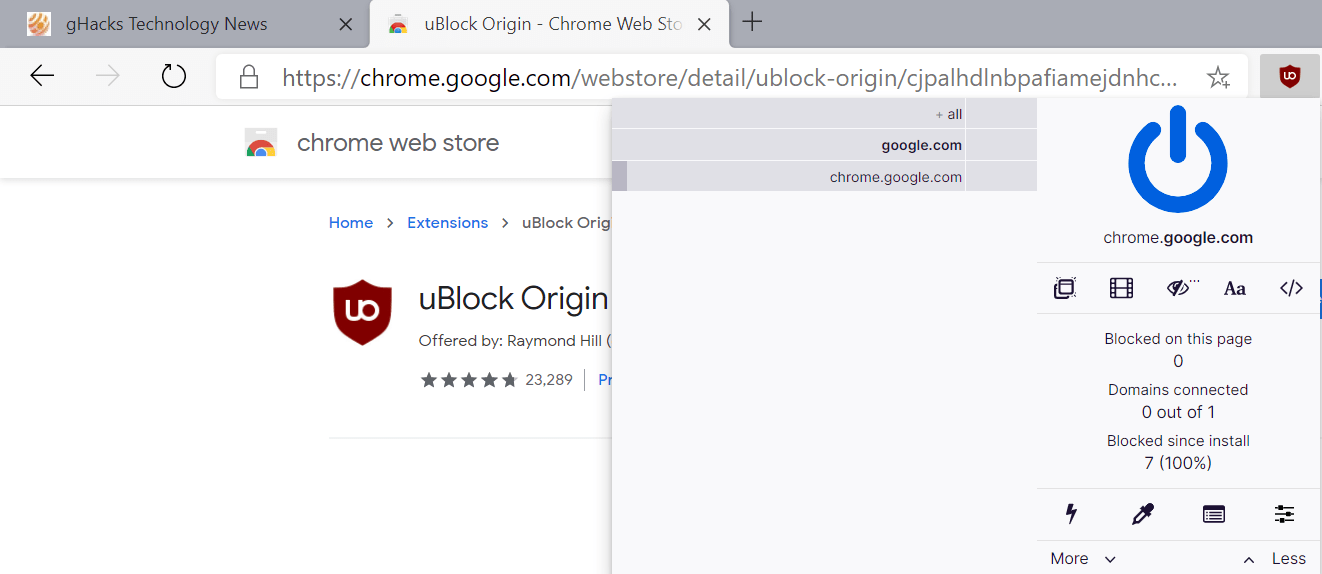 gHacks Technology News
uBlock Origin - Chrome Web Sto
https://chrome.google.com/webstore/detail/ublock-origin/cjpalhdlnbpafiamejdnhc...
uo
chrome web store
Home > Extensions > uBlock Orig
uo
uBlock Origin
Offered by: Raymond Hill (
23,289
Pr
+ all
google.com
chrome.google.com
chrome.google.com
Aa
</>
Blocked on this page
0
Domains connected
0 out of 1
Blocked since install
7 (100%)
More
Less